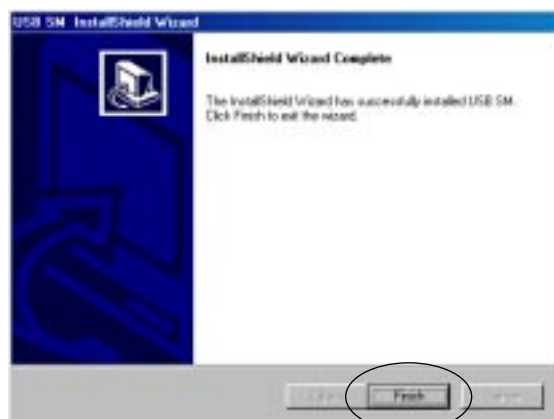 USB SM InstallShield Wizard
InstallShield Wizard Complete
The InstallShield Wizard has successfully installed USB SM.
Click Finish to exit the wizard.
Finish